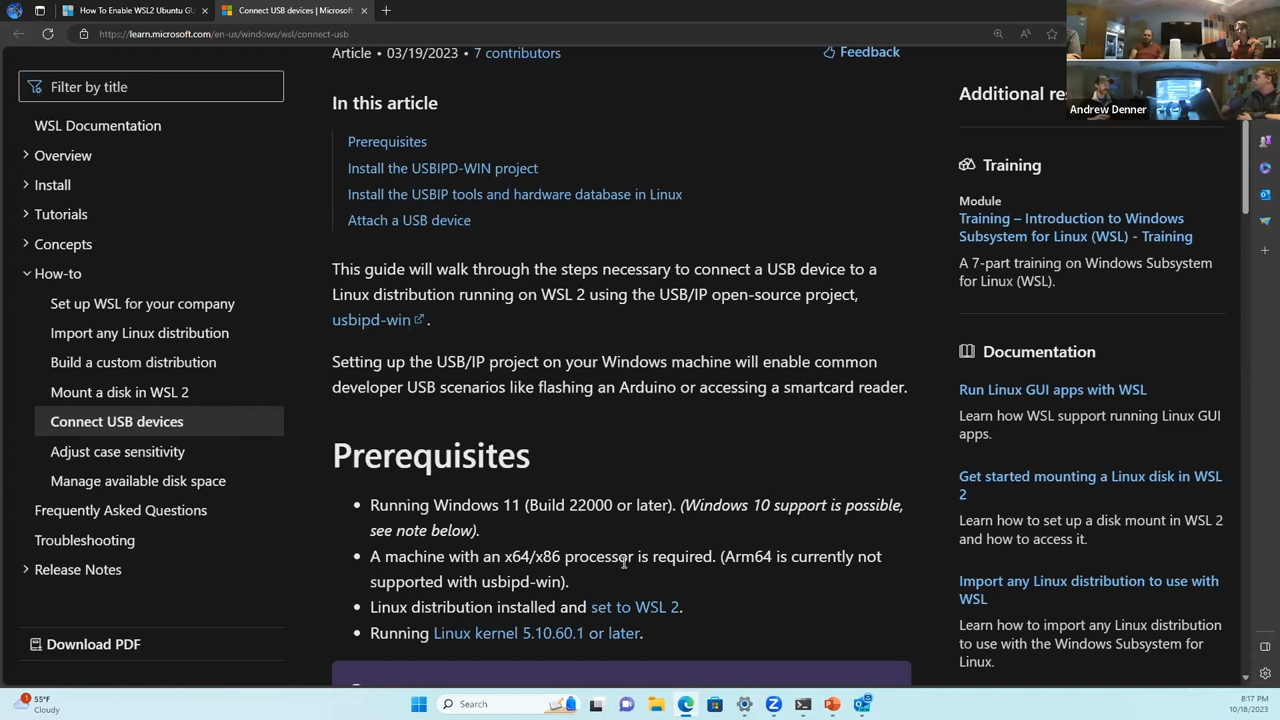 How To Enable WSL2 Ubuntu GU
Connect USB devices | Microsoft
https://learn.microsoft.com/en-us/windows/wsl/connect-usb
Andrew Denner
Filter by title
WSL Documentation
Overview
Install
Tutorials
Concepts
How-to
Set up WSL for your company
Import any Linux distribution
Build a custom distribution
Mount a disk in WSL 2
Connect USB devices
Adjust case sensitivity
Manage available disk space
Frequently Asked Questions
Troubleshooting
Release Notes
Download PDF
Article • 03/19/2023 • 7 contributors
Feedback
In this article
Prerequisites
Install the USBIPD-WIN project
Install the USBIP tools and hardware database in Linux
Attach a USB device
This guide will walk through the steps necessary to connect a USB device to a
Linux distribution running on WSL 2 using the USB/IP open-source project,
usbipd-win .
Setting up the USB/IP project on your Windows machine will enable common
developer USB scenarios like flashing an Arduino or accessing a smartcard reader.
Prerequisites
• Running Windows 11 (Build 22000 or later). (Windows 10 support is possible,
see note below).
• A machine with an x64/x86 processor is required. (Arm64 is currently not
supported with usbipd-win).
• Linux distribution installed and set to WSL 2.
• Running Linux kernel 5.10.60.1 or later.
Additional re
Training
Module
Training – Introduction to Windows
Subsystem for Linux (WSL) - Training
A 7-part training on Windows Subsystem
for Linux (WSL).
Documentation
Run Linux GUI apps with WSL
Learn how WSL support running Linux GUI
apps.
Get started mounting a Linux disk in WSL
2
Learn how to set up a disk mount in WSL 2
and how to access it.
Import any Linux distribution to use with
WSL
Learn how to import any Linux distribution
to use with the Windows Subsystem for
Linux.
1
55°F
Cloudy
Search
8:17 PM
10/18/2023